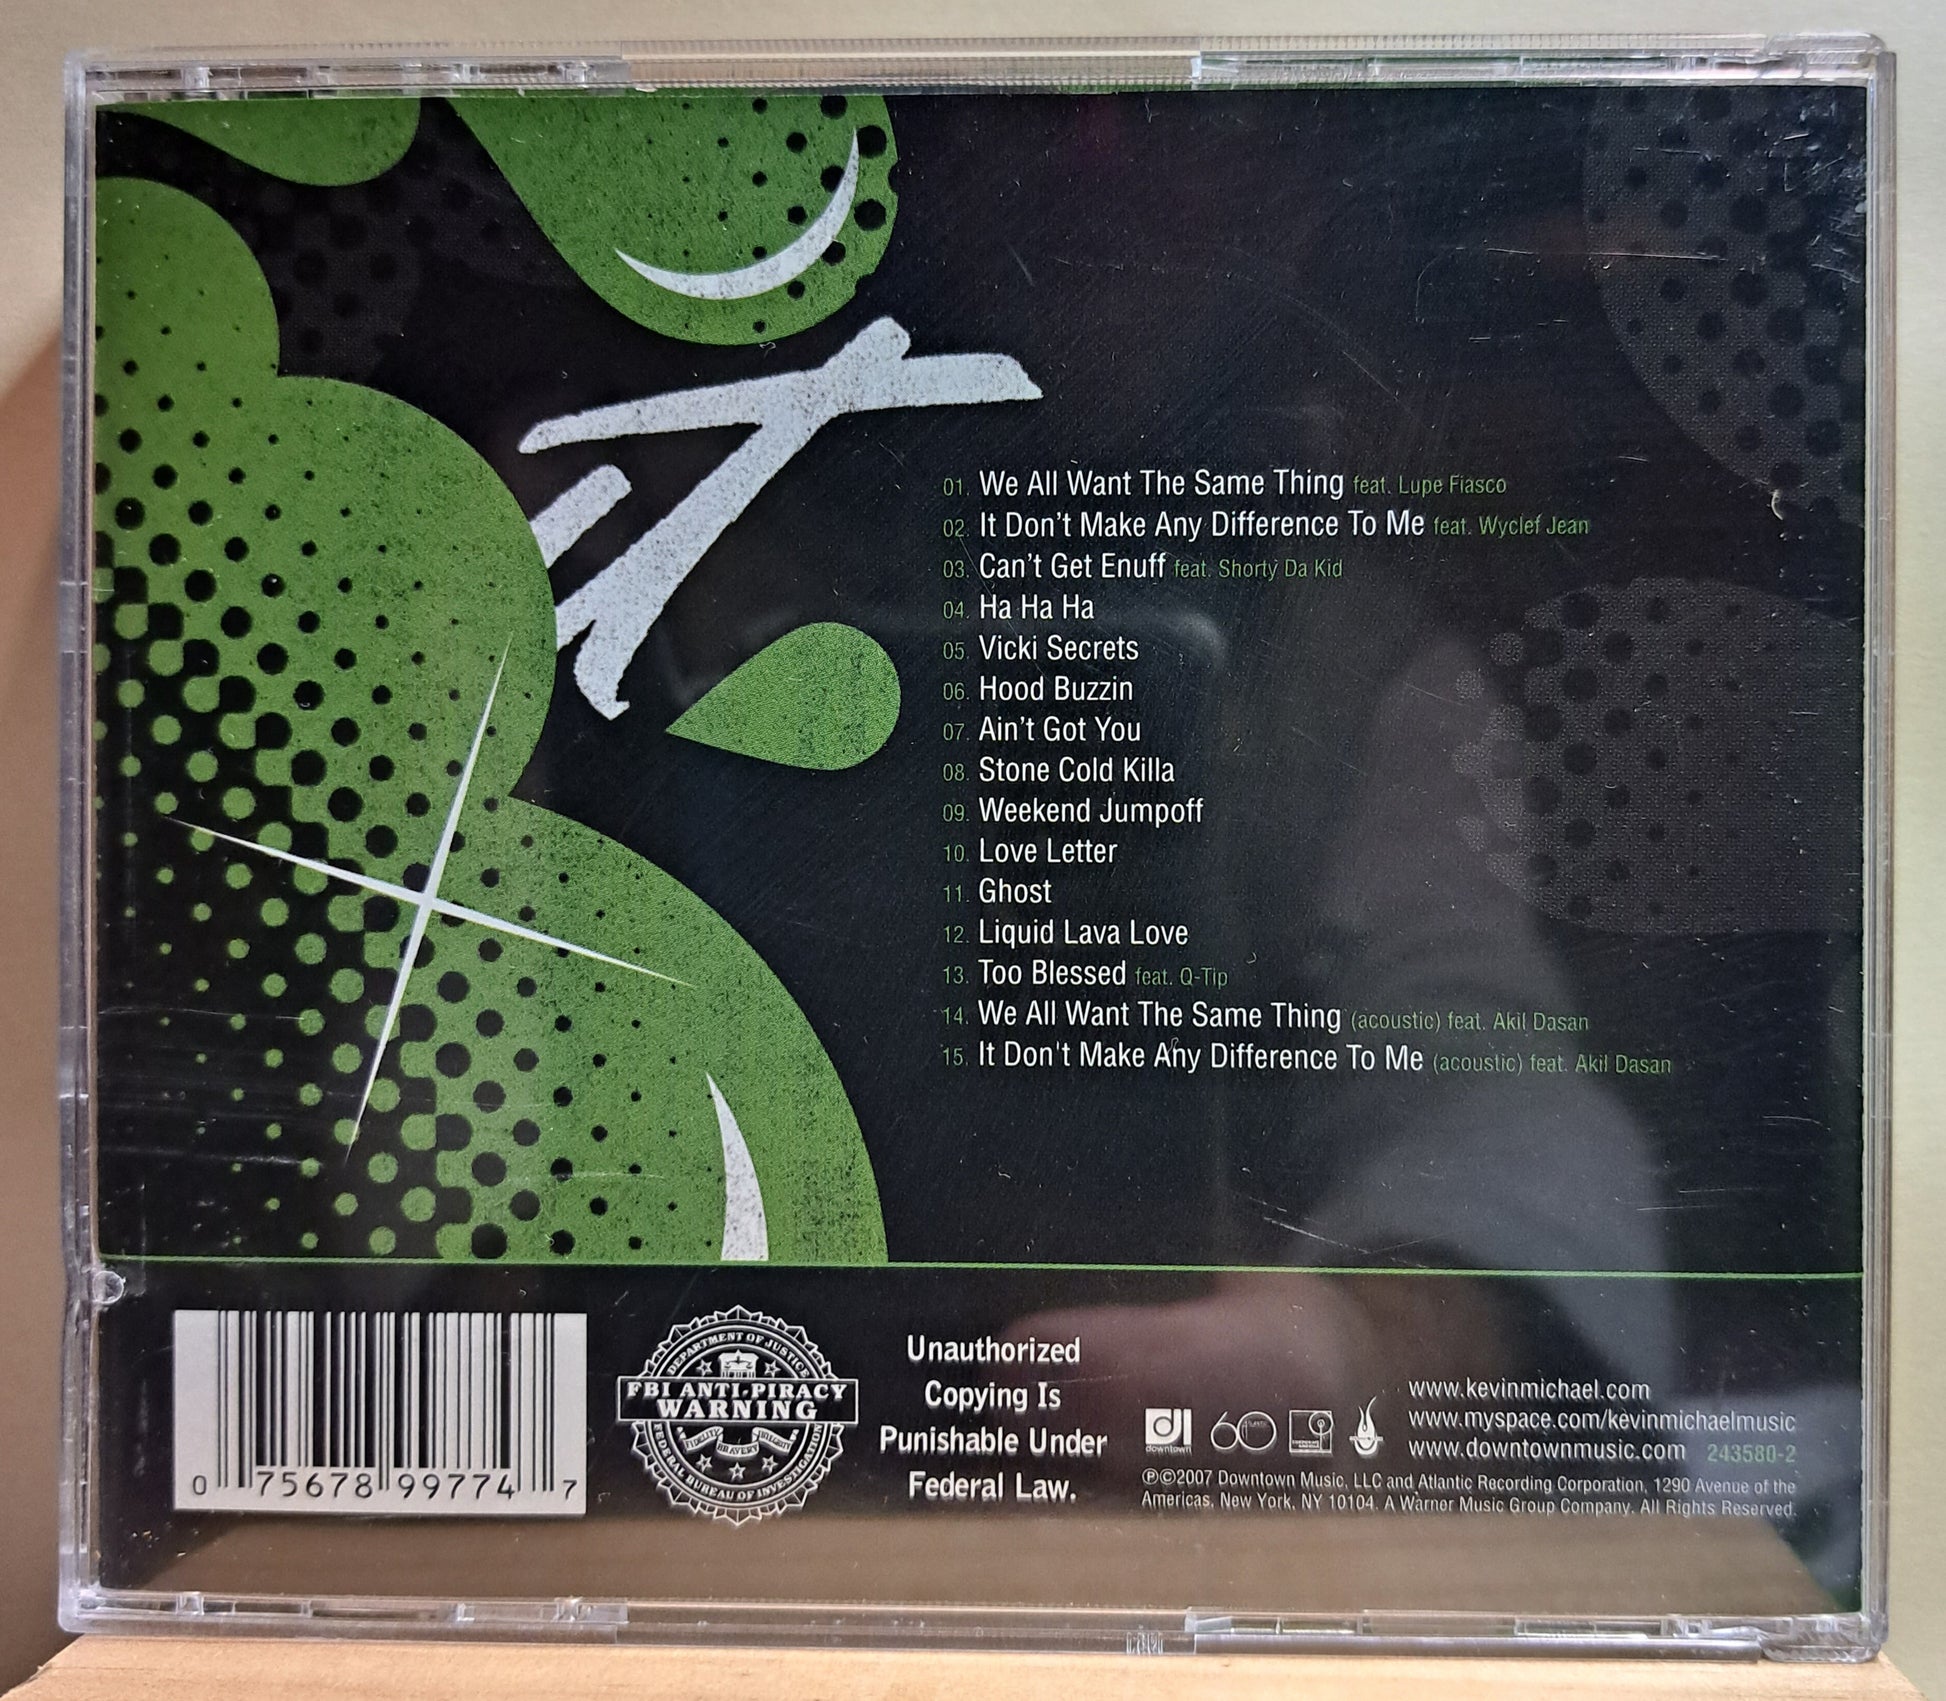 01. We All Want The Same Thing feat. Lupe Fiasco
02. It Don't Make Any Difference To Me feat. Wyclef Jean
03. Can't Get Enuff feat. Shorty Da Kid
04. Ha Ha Ha
05. Vicki Secrets
06. Hood Buzzin
07. Ain't Got You
08. Stone Cold Killa
09. Weekend Jumpoff
10. Love Letter
11. Ghost
12. Liquid Lava Love
13. Too Blessed feat. Q-Tip
14. We All Want The Same Thing (acoustic) feat. Akil Dasan
15. It Don't Make Any Difference To Me (acoustic) feat. Akil Dasan
0 75678 99774 7
DEPARTMENT OF JUSTICE
FBI ANTI-PIRACY
WARNING
FIDELITY BRAVERY INTEGRITY
FEDERAL BUREAU OF INVESTIGATION
Unauthorized
Copying Is
Punishable Under
Federal Law.
downtown
60
www.kevinmichael.com
www.myspace.com/kevinmichaelmusic
www.downtownmusic.com 243580-2
℗©2007 Downtown Music, LLC and Atlantic Recording Corporation, 1290 Avenue of the
Americas, New York, NY 10104. A Warner Music Group Company. All Rights Reserved.